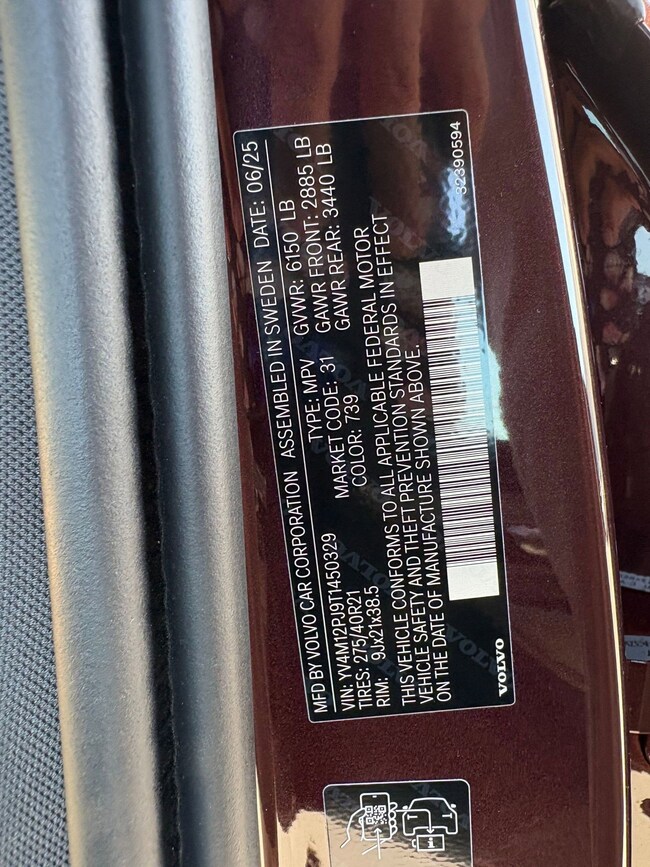 MFD BY VOLVO CAR CORPORATION ASSEMBLED IN SWEDEN DATE: 06/25
VIN: YV4M12PJ9T1450329 TYPE: MPV GVWR: 6150 LB
TIRES: 275/40R21 MARKET CODE: 31 GAWR FRONT: 2885 LB
RIM: 9Jx21x38.5 COLOR: 739 GAWR REAR: 3440 LB
THIS VEHICLE CONFORMS TO ALL APPLICABLE FEDERAL MOTOR
VEHICLE SAFETY AND THEFT PREVENTION STANDARDS IN EFFECT
ON THE DATE OF MANUFACTURE SHOWN ABOVE.
32390594
VOLVO